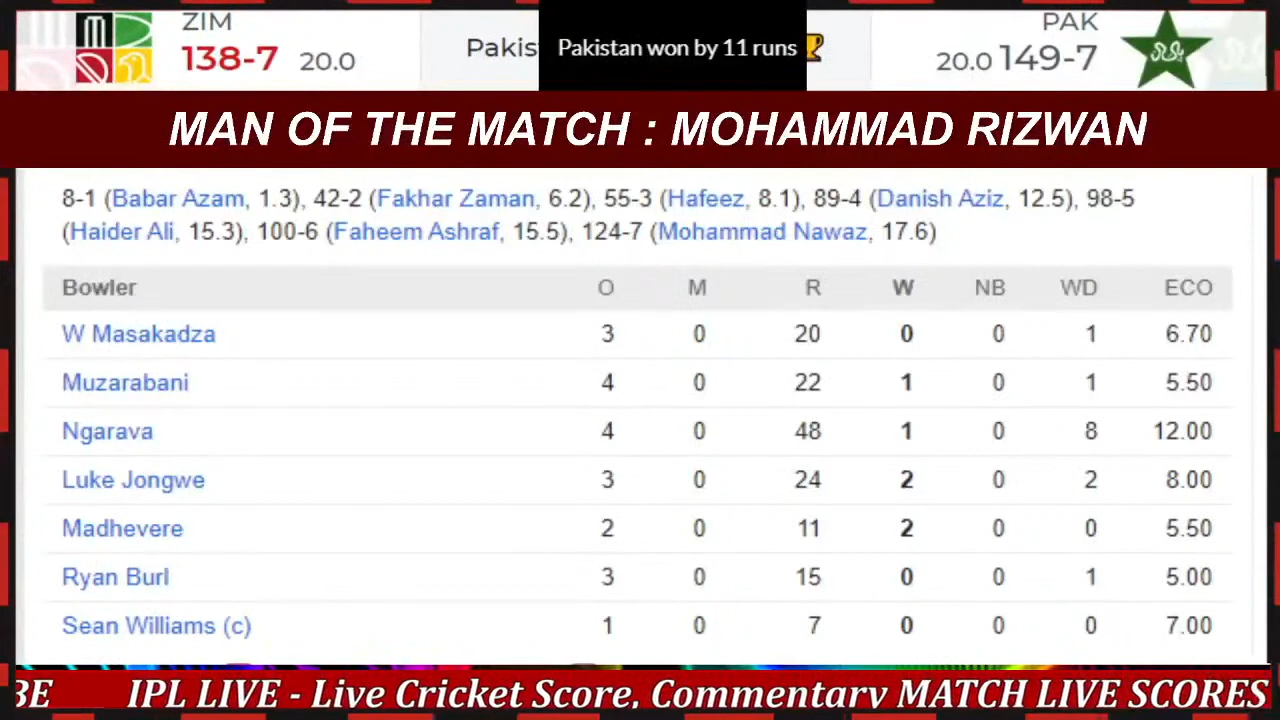 ZIM
138-7 20.0
Pakis
Pakistan won by 11 runs
PAK
20.0 149-7
MAN OF THE MATCH : MOHAMMAD RIZWAN
8-1 (Babar Azam, 1.3), 42-2 (Fakhar Zaman, 6.2), 55-3 (Hafeez, 8.1), 89-4 (Danish Aziz, 12.5), 98-5
(Haider Ali, 15.3), 100-6 (Faheem Ashraf, 15.5), 124-7 (Mohammad Nawaz, 17.6)
Bowler O M R W NB WD ECO
W Masakadza 3 0 20 0 0 1 6.70
Muzarabani 4 0 22 1 0 1 5.50
Ngarava 4 0 48 1 0 8 12.00
Luke Jongwe 3 0 24 2 0 2 8.00
Madhevere 2 0 11 2 0 0 5.50
Ryan Burl 3 0 15 0 0 1 5.00
Sean Williams (c) 1 0 7 0 0 0 7.00
BE IPL LIVE - Live Cricket Score, Commentary MATCH LIVE SCORES